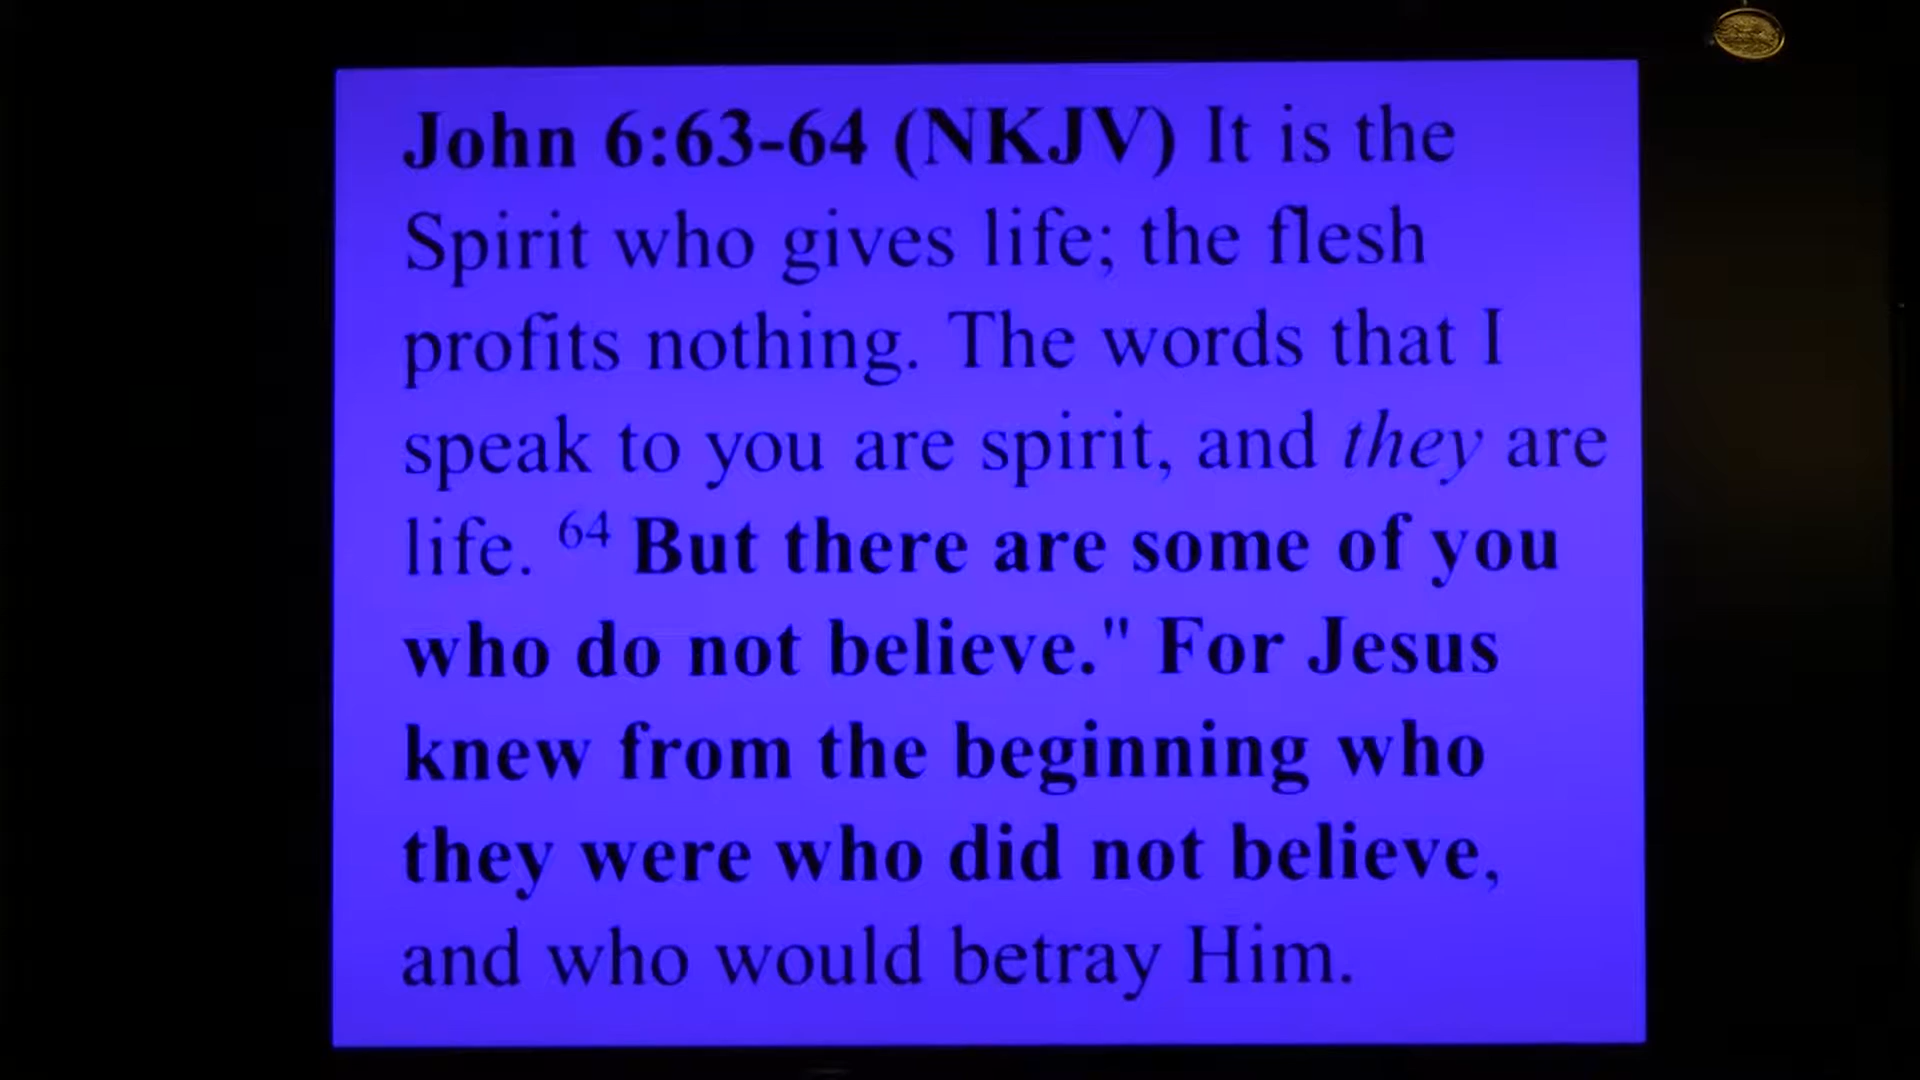 John 6:63-64 (NKJV) It is the
Spirit who gives life; the flesh
profits nothing. The words that I
speak to you are spirit, and they are
life. 64 But there are some of you
who do not believe." For Jesus
knew from the beginning who
they were who did not believe,
and who would betray Him.